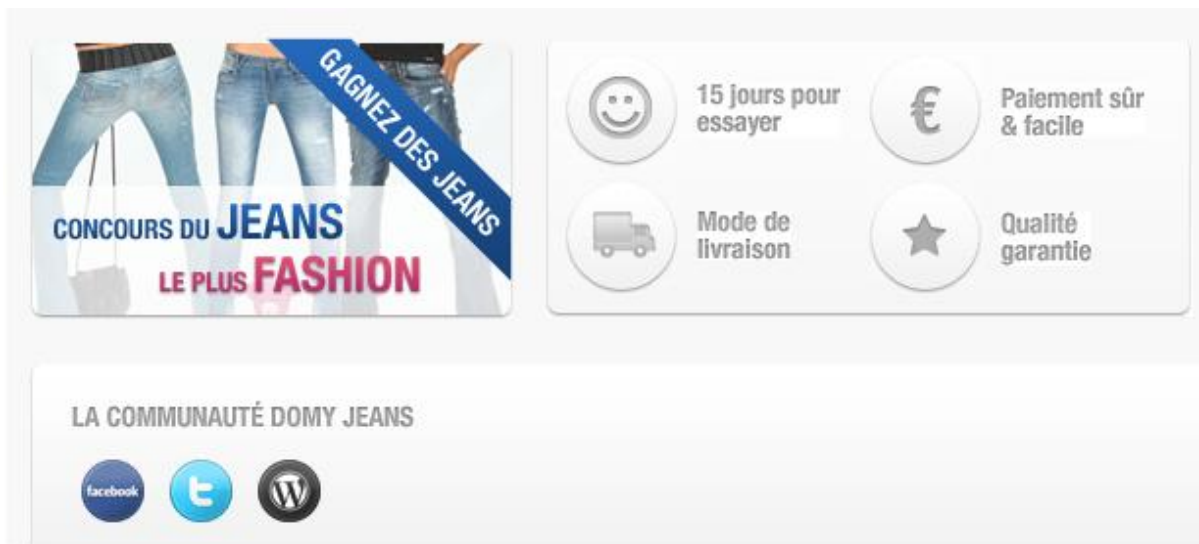 GAGNEZ DES JEANS
CONCOURS DU JEANS
LE PLUS FASHION
15 jours pour
essayer
€
Paiement sûr
& facile
Mode de
livraison
Qualité
garantie
LA COMMUNAUTÉ DOMY JEANS
facebook